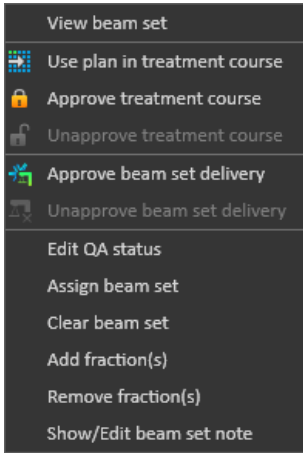 View beam set
Use plan in treatment course
Approve treatment course
Unapprove treatment course
Approve beam set delivery
Unapprove beam set delivery
Edit QA status
Assign beam set
Clear beam set
Add fraction(s)
Remove fraction(s)
Show/Edit beam set note